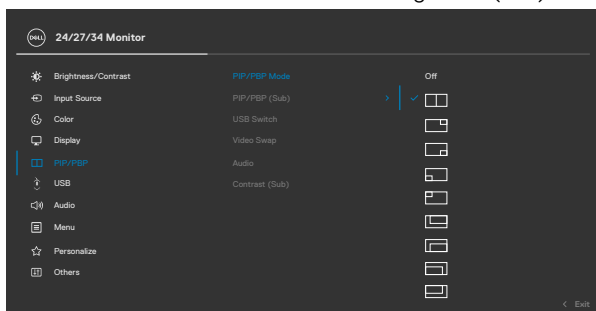 DELL
24/27/34 Monitor
Brightness/Contrast
Input Source
Color
Display
PIP/PBP
USB
Audio
Menu
Personalize
Others
PIP/PBP Mode
PIP/PBP (Sub)
USB Switch
Video Swap
Audio
Contrast (Sub)
Off
Exit